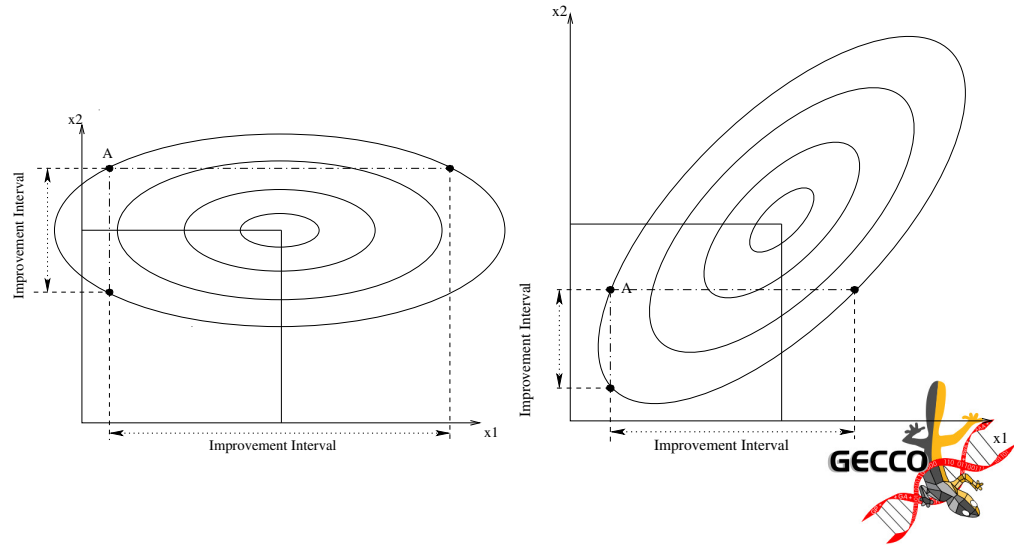 x2
A
Improvement Interval
Improvement Interval
x1
x2
A
Improvement Interval
Improvement Interval
x1
GECCO